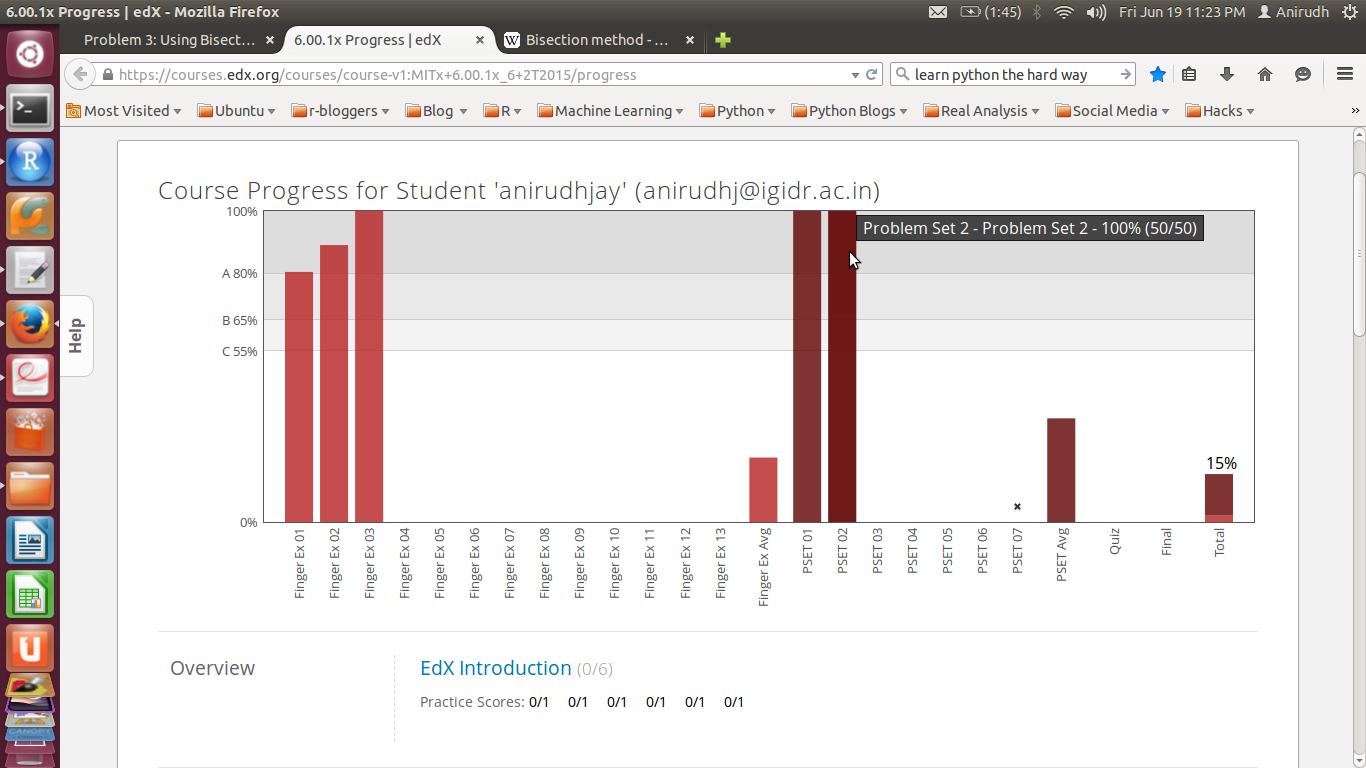 6.00.1x Progress | edX - Mozilla Firefox
(1:45)
Fri Jun 19 11:23 PM
Anirudh
Problem 3: Using Bisect...
6.00.1x Progress | edX
W Bisection method - ...
https://courses.edx.org/courses/course-v1:MITx+6.00.1x_6+2T2015/progress
learn python the hard way
Most Visited
Ubuntu
r-bloggers
Blog
R
Machine Learning
Python
Python Blogs
Real Analysis
Social Media
Hacks
»
Help
Course Progress for Student 'anirudhjay' (anirudhj@igidr.ac.in)
100%
A 80%
B 65%
C 55%
0%
Problem Set 2 - Problem Set 2 - 100% (50/50)
15%
Finger Ex 01
Finger Ex 02
Finger Ex 03
Finger Ex 04
Finger Ex 05
Finger Ex 06
Finger Ex 07
Finger Ex 08
Finger Ex 09
Finger Ex 10
Finger Ex 11
Finger Ex 12
Finger Ex 13
Finger Ex Avg
PSET 01
PSET 02
PSET 03
PSET 04
PSET 05
PSET 06
PSET 07
PSET Avg
Quiz
Final
Total
Overview
EdX Introduction (0/6)
Practice Scores: 0/1 0/1 0/1 0/1 0/1 0/1
R
U
CANOPY